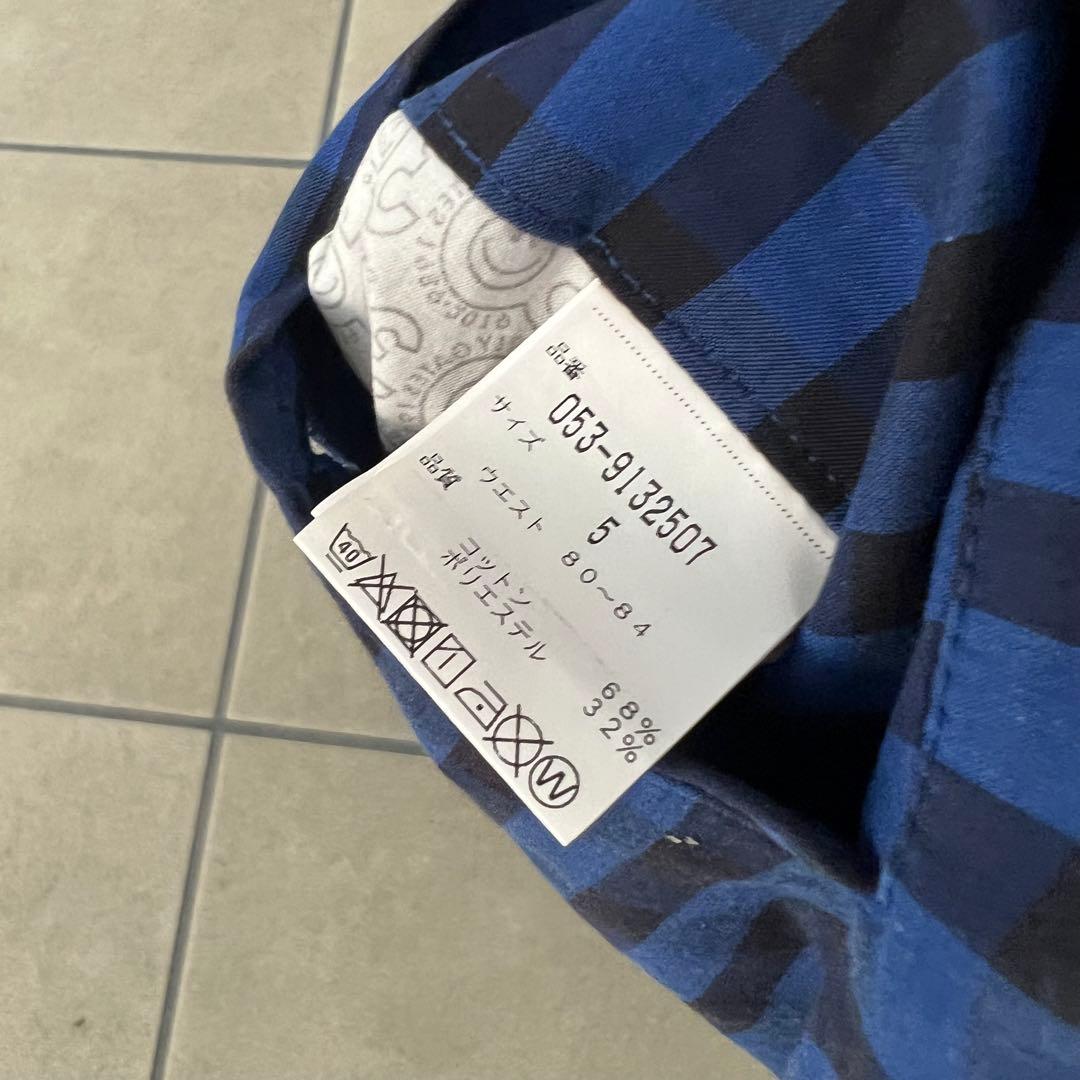 品番
053-9132507
サイズ 5
ウエスト 80~84
品質
コットン 68%
ポリエステル 32%
40
W